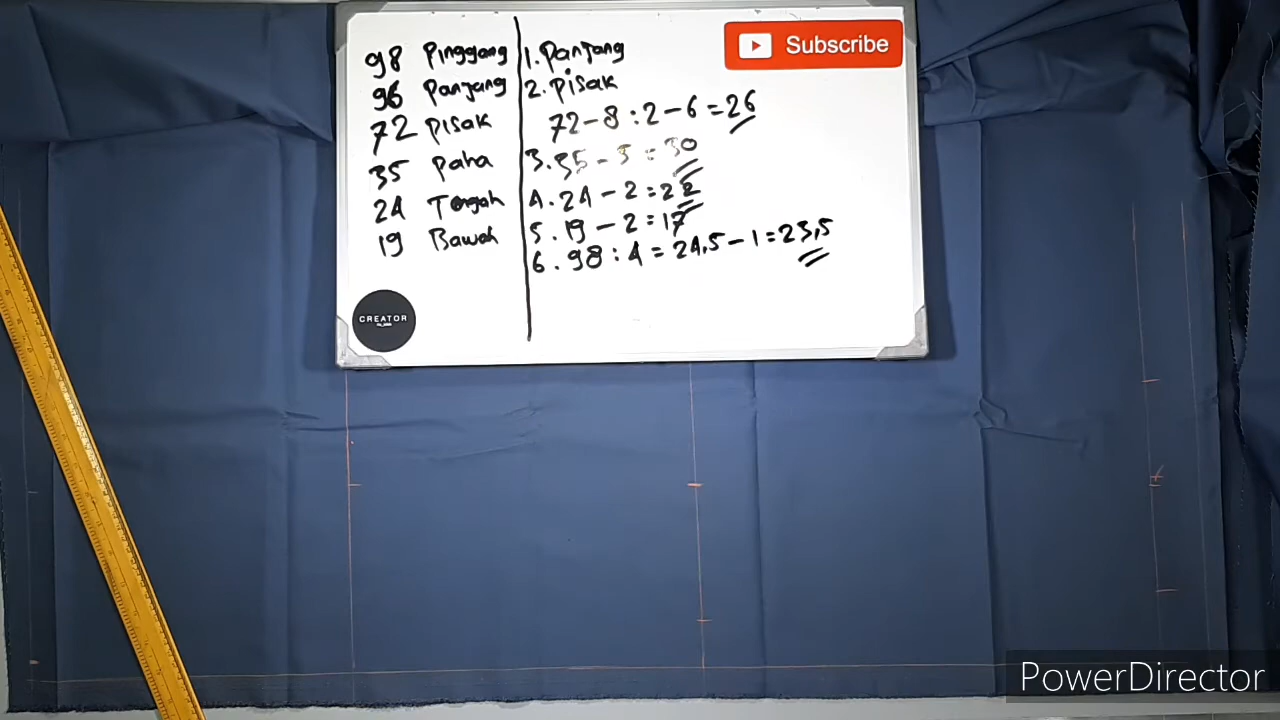 98 Pinggang
96 Panjang
72 Pisak
35 Paha
24 Tengah
19 Bawah
1. Panjang
2. Pisak
72 - 8 : 2 - 6 = 26
3. 35 - 5 = 30
4. 24 - 2 = 22
5. 19 - 2 = 17
6. 98 : 4 = 24,5 - 1 = 23,5
Subscribe
CREATOR
PowerDirector